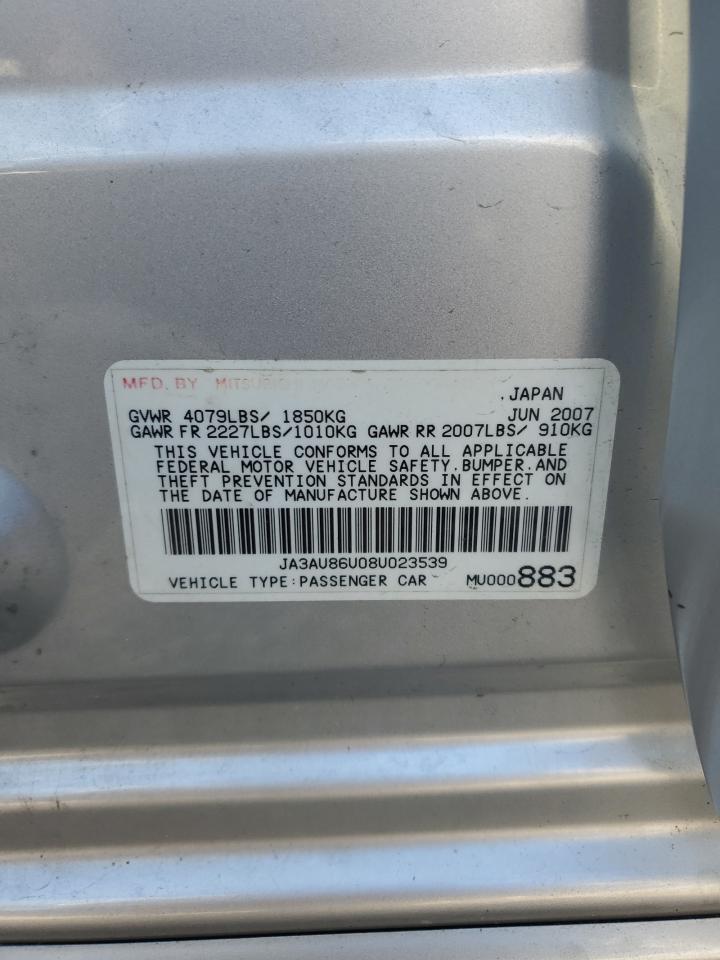 MFD. BY MITSUBISHI
, JAPAN
GVWR 4079LBS/ 1850KG JUN 2007
GAWR FR 2227LBS/1010KG GAWR RR 2007LBS/ 910KG
THIS VEHICLE CONFORMS TO ALL APPLICABLE
FEDERAL MOTOR VEHICLE SAFETY,BUMPER,AND
THEFT PREVENTION STANDARDS IN EFFECT ON
THE DATE OF MANUFACTURE SHOWN ABOVE.
JA3AU86U08U023539
VEHICLE TYPE:PASSENGER CAR MU000883